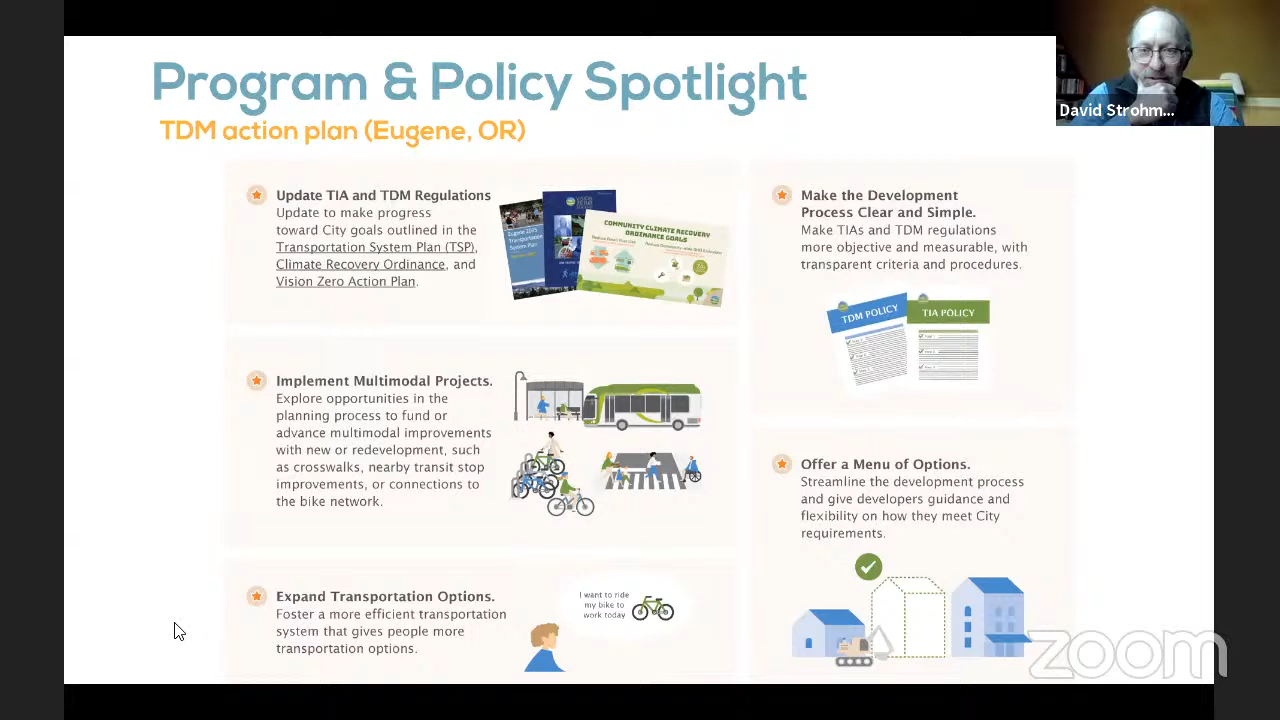 Program & Policy Spotlight
TDM action plan (Eugene, OR)
David Strohm...
Update TIA and TDM Regulations
Update to make progress
toward City goals outlined in the
Transportation System Plan (TSP),
Climate Recovery Ordinance, and
Vision Zero Action Plan.
COMMUNITY CLIMATE RECOVERY
ORDINANCE GOALS
Implement Multimodal Projects.
Explore opportunities in the
planning process to fund or
advance multimodal improvements
with new or redevelopment, such
as crosswalks, nearby transit stop
improvements, or connections to
the bike network.
Expand Transportation Options.
Foster a more efficient transportation
system that gives people more
transportation options.
I want to ride
my bike to
work today
Make the Development
Process Clear and Simple.
Make TIAs and TDM regulations
more objective and measurable, with
transparent criteria and procedures.
TDM POLICY
TIA POLICY
Offer a Menu of Options.
Streamline the development process
and give developers guidance and
flexibility on how they meet City
requirements.
zoom